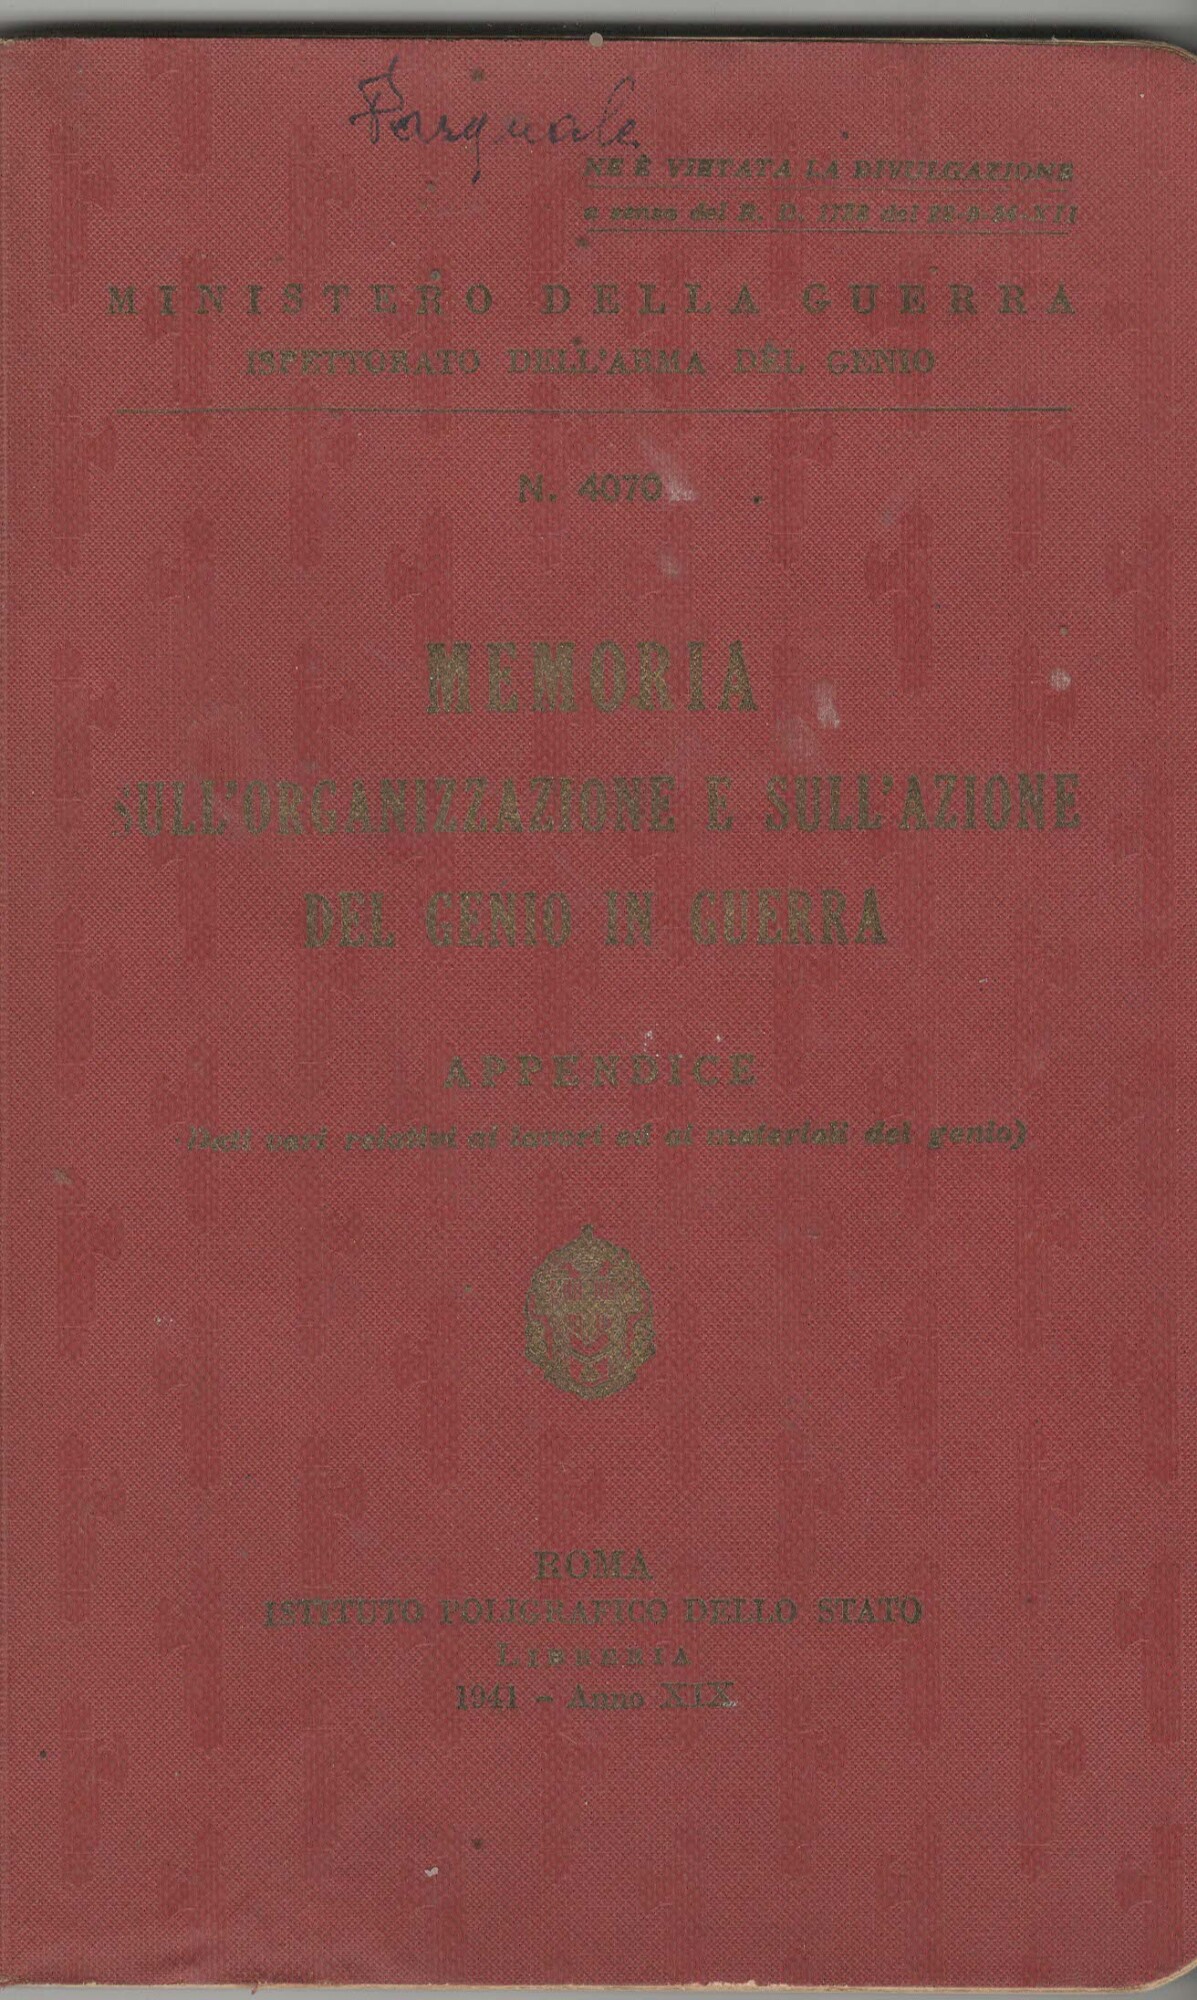 Pasquale
NE È VIETATA LA DIVULGAZIONE
a senso del R. D. 1728 del 28-9-34-XII
MINISTERO DELLA GUERRA
ISPETTORATO DELL'ARMA DEL GENIO
N. 4070
MEMORIA
SULL'ORGANIZZAZIONE E SULL'AZIONE
DEL GENIO IN GUERRA
APPENDICE
(Dati vari relativi ai lavori ed ai materiali del genio)
ROMA
ISTITUTO POLIGRAFICO DELLO STATO
LIBRERIA
1941 - Anno XIX